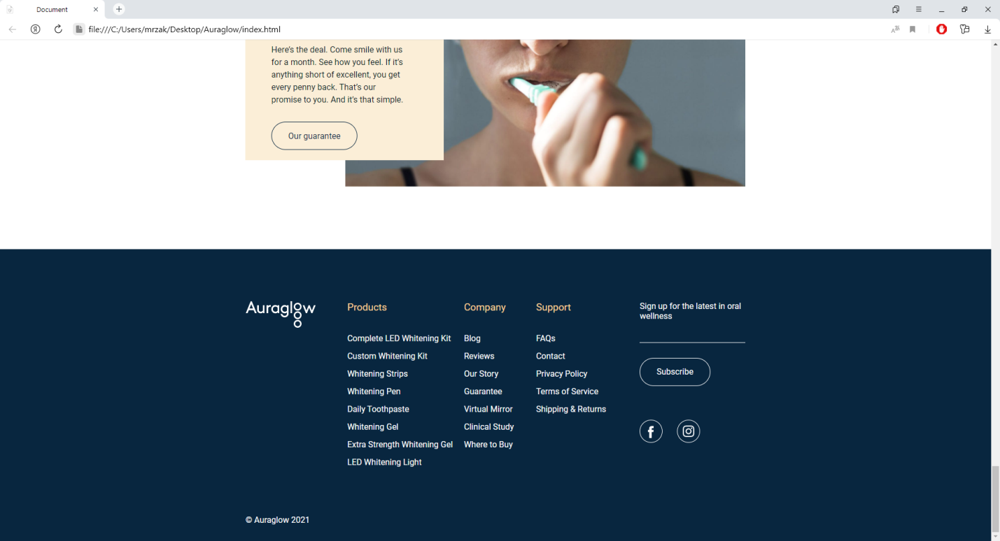 Document
file:///C:/Users/mrzak/Desktop/Auraglow/index.html
Here's the deal. Come smile with us
for a month. See how you feel. If it's
anything short of excellent, you get
every penny back. That's our
promise to you. And it's that simple.
Our guarantee
Auraglow
Products
Complete LED Whitening Kit
Custom Whitening Kit
Whitening Strips
Whitening Pen
Daily Toothpaste
Whitening Gel
Extra Strength Whitening Gel
LED Whitening Light
Company
Blog
Reviews
Our Story
Guarantee
Virtual Mirror
Clinical Study
Where to Buy
Support
FAQs
Contact
Privacy Policy
Terms of Service
Shipping & Returns
Sign up for the latest in oral
wellness
Subscribe
© Auraglow 2021